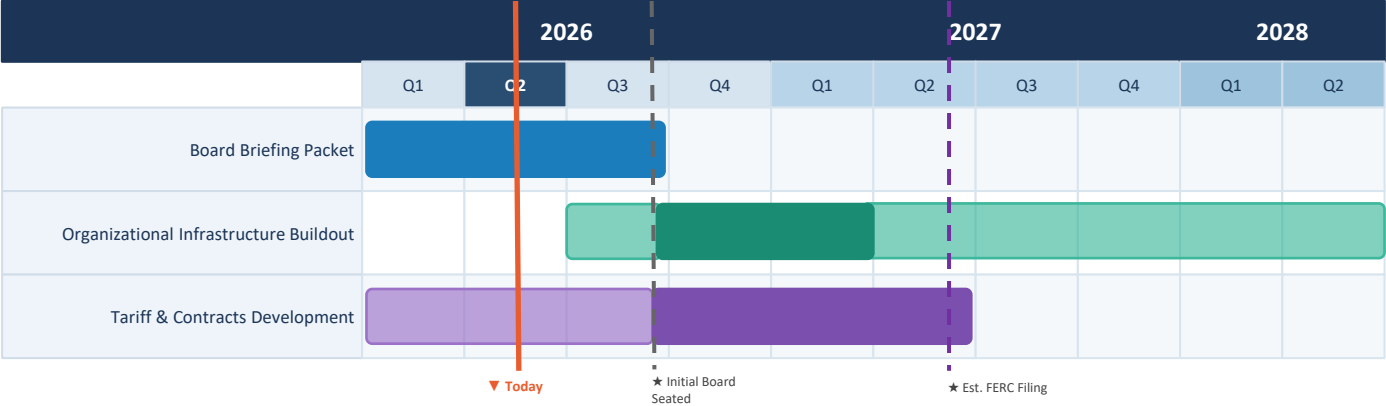 2026 2027 2028
Q1 Q2 Q3 Q4 Q1 Q2 Q3 Q4 Q1 Q2
Board Briefing Packet
Organizational Infrastructure Buildout
Tariff & Contracts Development
▼ Today
★ Initial Board
Seated
★ Est. FERC Filing